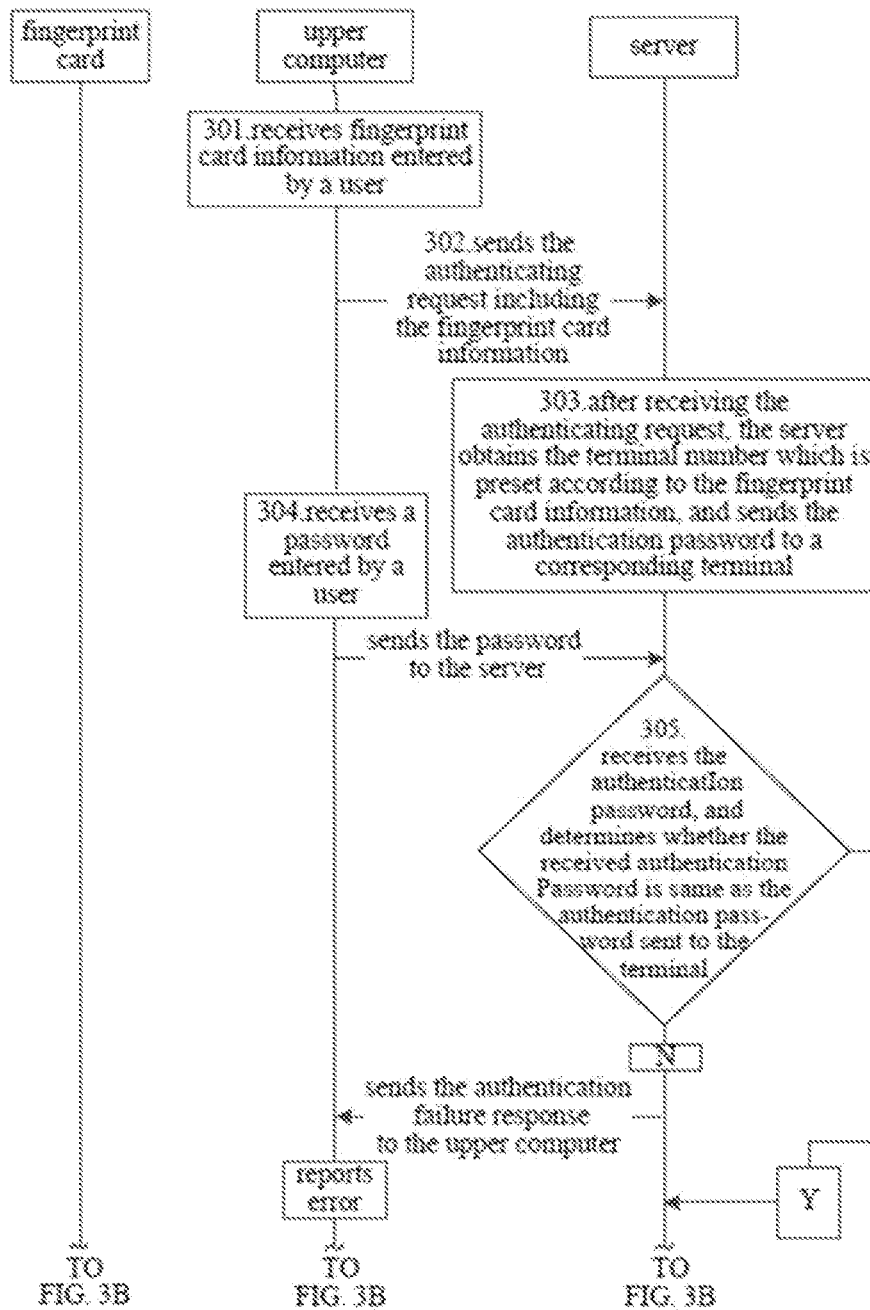 fingerprint
card
upper
computer
server
301.receives fingerprint
card information entered
by a user
302.sends the
authenticating
request including
the fingerprint card
information
303.after receiving the
authenticating request, the server
obtains the terminal number which is
preset according to the fingerprint
card information, and sends the
authentication password to a
corresponding terminal
304.receives a
password
entered by a
user
sends the password
to the server
305.
receives the
authentication
password, and
determines whether the
received authentication
Password is same as the
authentication pass-
word sent to the
terminal
N
sends the authentication
failure response
to the upper computer
reports
error
Y
TO
FIG. 3B
TO
FIG. 3B
TO
FIG. 3B